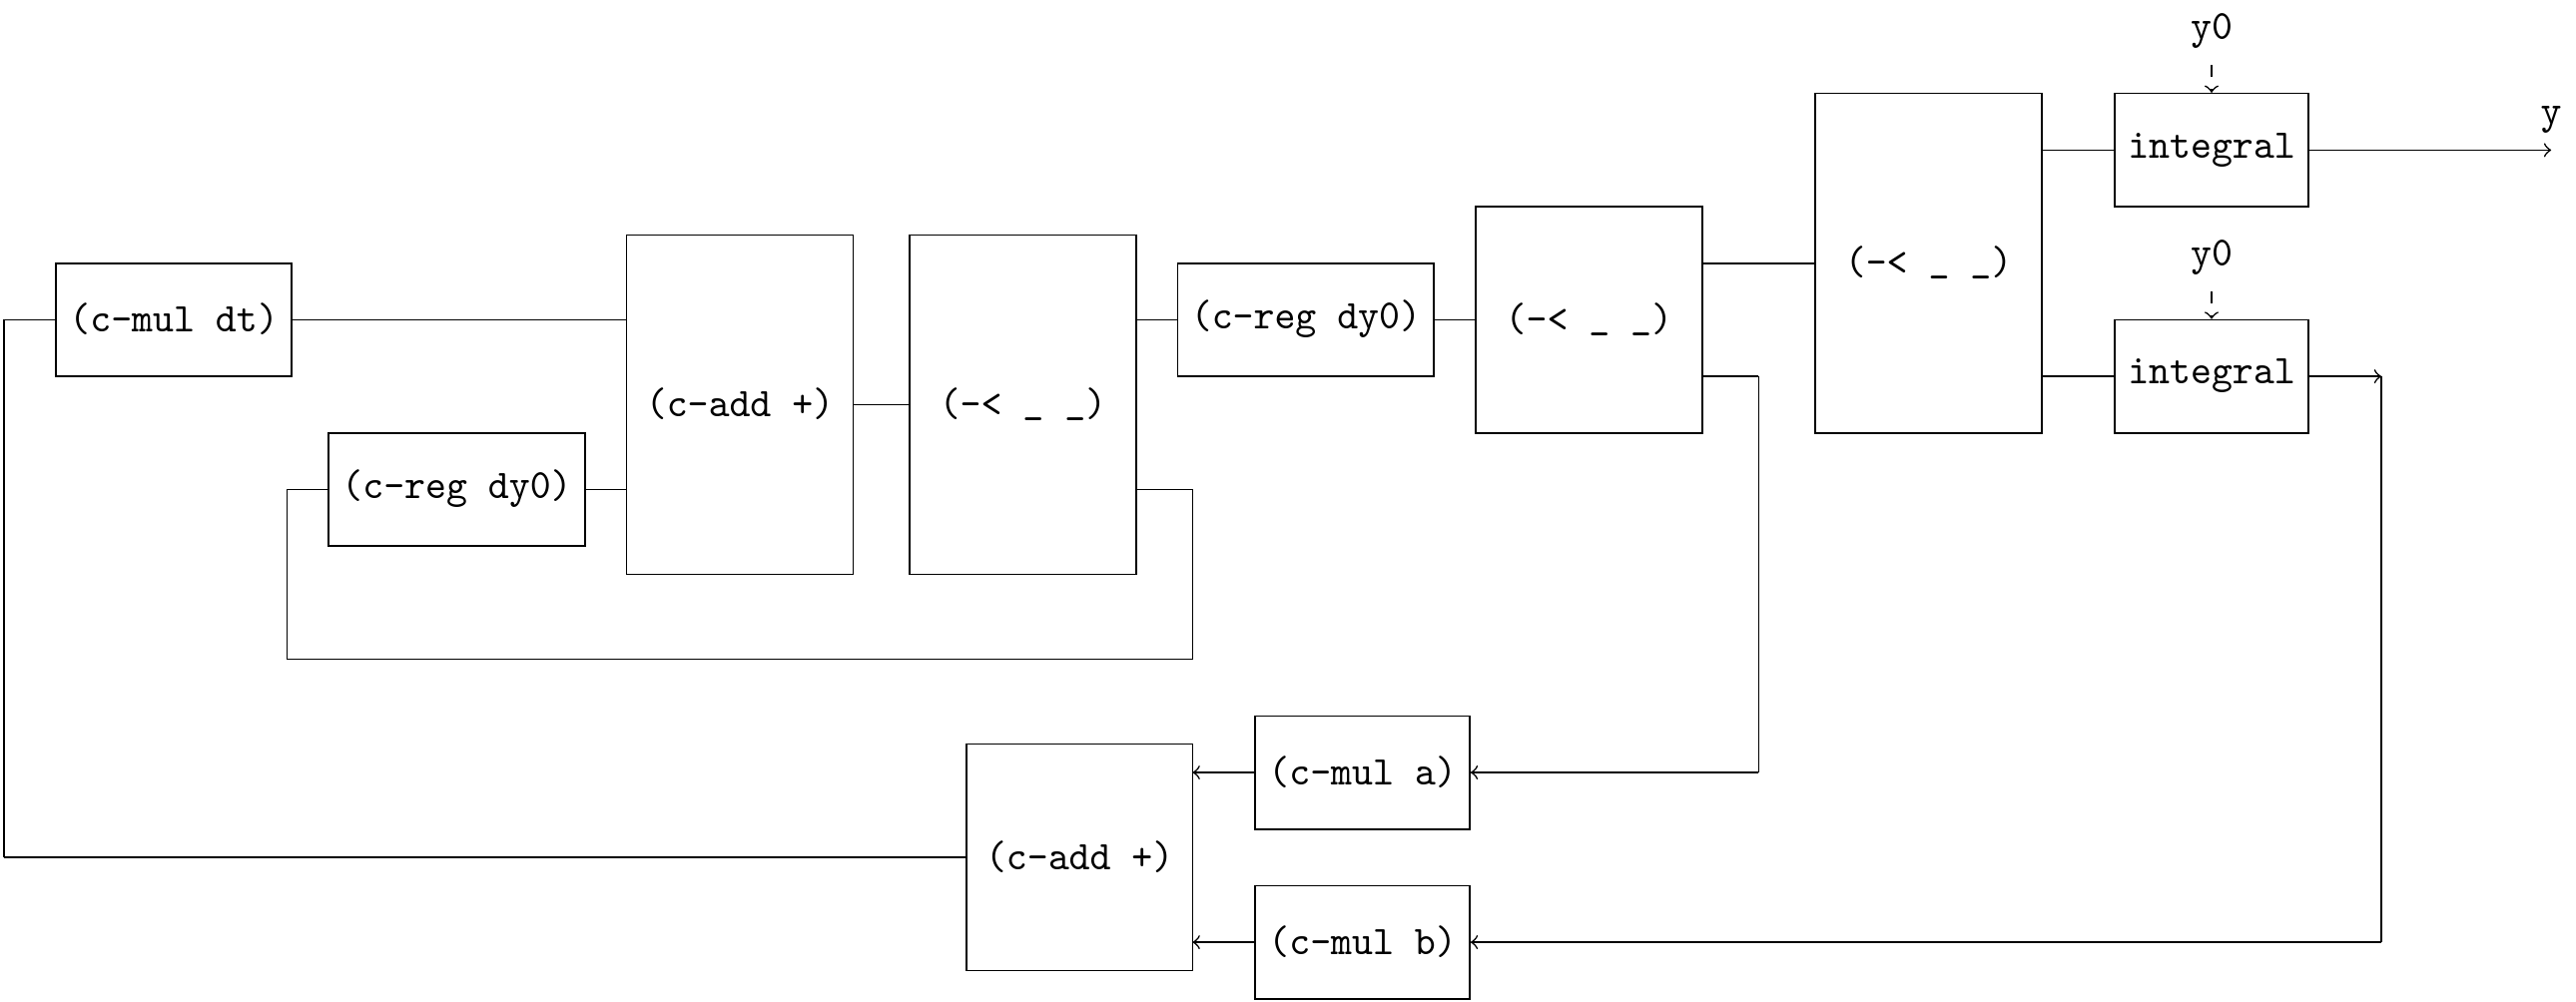 y0
y
integral
y0
(-< _ _)
(c-mul dt)
(c-reg dy0)
(-< _ _)
integral
(c-add +)
(-< _ _)
(c-reg dy0)
(c-mul a)
(c-add +)
(c-mul b)